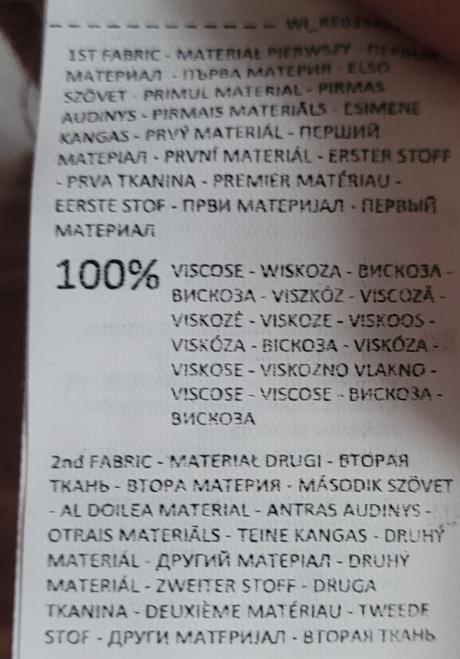 1ST FABRIC - MATERIAŁ PIERWSZY -
МАТЕРИАЛ - ПЪРВА МАТЕРИЯ - ELSO
SZÖVET - PRIMUL MATERIAL - PIRMAS
AUDINYS - PIRMAIS MATERIĀLS - ESIMENE
KANGAS - PRVÝ MATERIÁL - ПЕРШИЙ
МАТЕРІАЛ - PRVNÍ MATERIÁL - ERSTER STOFF
- PRVA TKANINA - PREMIER MATÉRIAU -
EERSTE STOF - ПРВИ МАТЕРИЈАЛ - ПЕРВЫЙ
МАТЕРИАЛ
100% VISCOSE - WISKOZA - ВИСКОЗА -
ВИСКОЗА - VISZKÓZ - VISCOZĂ -
VISKOZĖ - VISKOZE - VISKOOS -
VISKÓZA - ВІСКОЗА - VISKÓZA -
VISKOSE - VISKOZNO VLAKNO -
VISCOSE - VISCOSE - ВИСКОЗА -
ВИСКОЗА
2nd FABRIC - MATERIAŁ DRUGI - ВТОРАЯ
ТКАНЬ - ВТОРА МАТЕРИЯ - MÁSODIK SZÖVET
- AL DOILEA MATERIAL - ANTRAS AUDINYS -
OTRAIS MATERIĀLS - TEINE KANGAS - DRUHÝ
MATERIÁL - ДРУГИЙ МАТЕРІАЛ - DRUHÝ
MATERIÁL - ZWEITER STOFF - DRUGA
TKANINA - DEUXIÈME MATÉRIAU - TWEEDE
STOF - ДРУГИ МАТЕРИЈАЛ - ВТОРАЯ ТКАНЬ